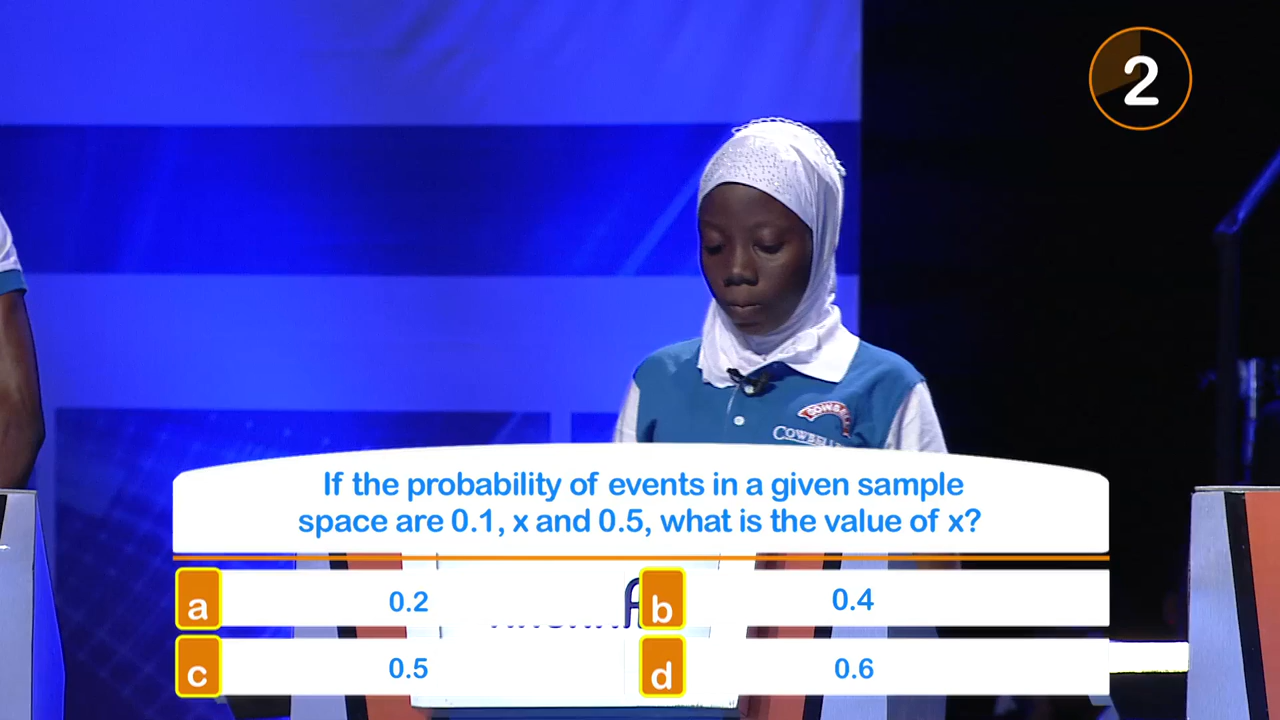 2
COWBELL
If the probability of events in a given sample
space are 0.1, x and 0.5, what is the value of x?
a 0.2 b 0.4
c 0.5 d 0.6